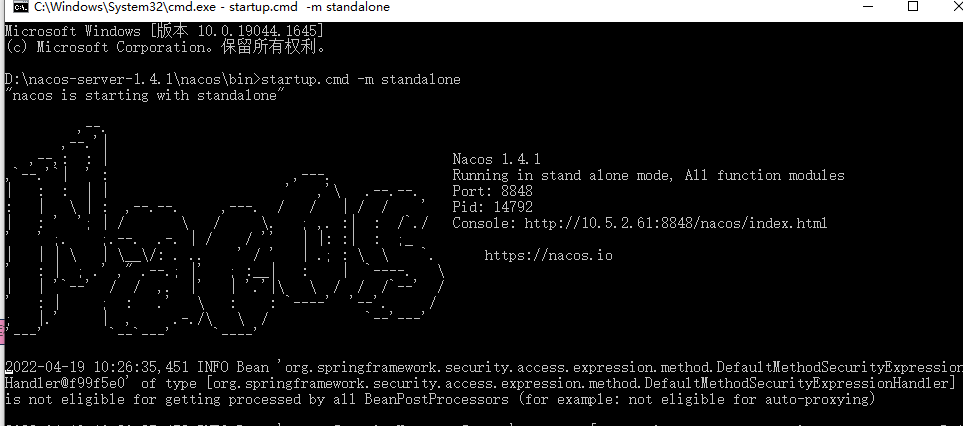 C:\Windows\System32\cmd.exe - startup.cmd -m standalone
Microsoft Windows [版本 10.0.19044.1645]
(c) Microsoft Corporation。保留所有权利。
D:\nacos-server-1.4.1\nacos\bin>startup.cmd -m standalone
"nacos is starting with standalone"
Nacos 1.4.1
Running in stand alone mode, All function modules
Port: 8848
Pid: 14792
Console: http://10.5.2.61:8848/nacos/index.html
https://nacos.io
2022-04-19 10:26:35,451 INFO Bean 'org.springframework.security.access.expression.method.DefaultMethodSecurityExpression
Handler@f99f5e0' of type [org.springframework.security.access.expression.method.DefaultMethodSecurityExpressionHandler]
is not eligible for getting processed by all BeanPostProcessors (for example: not eligible for auto-proxying)